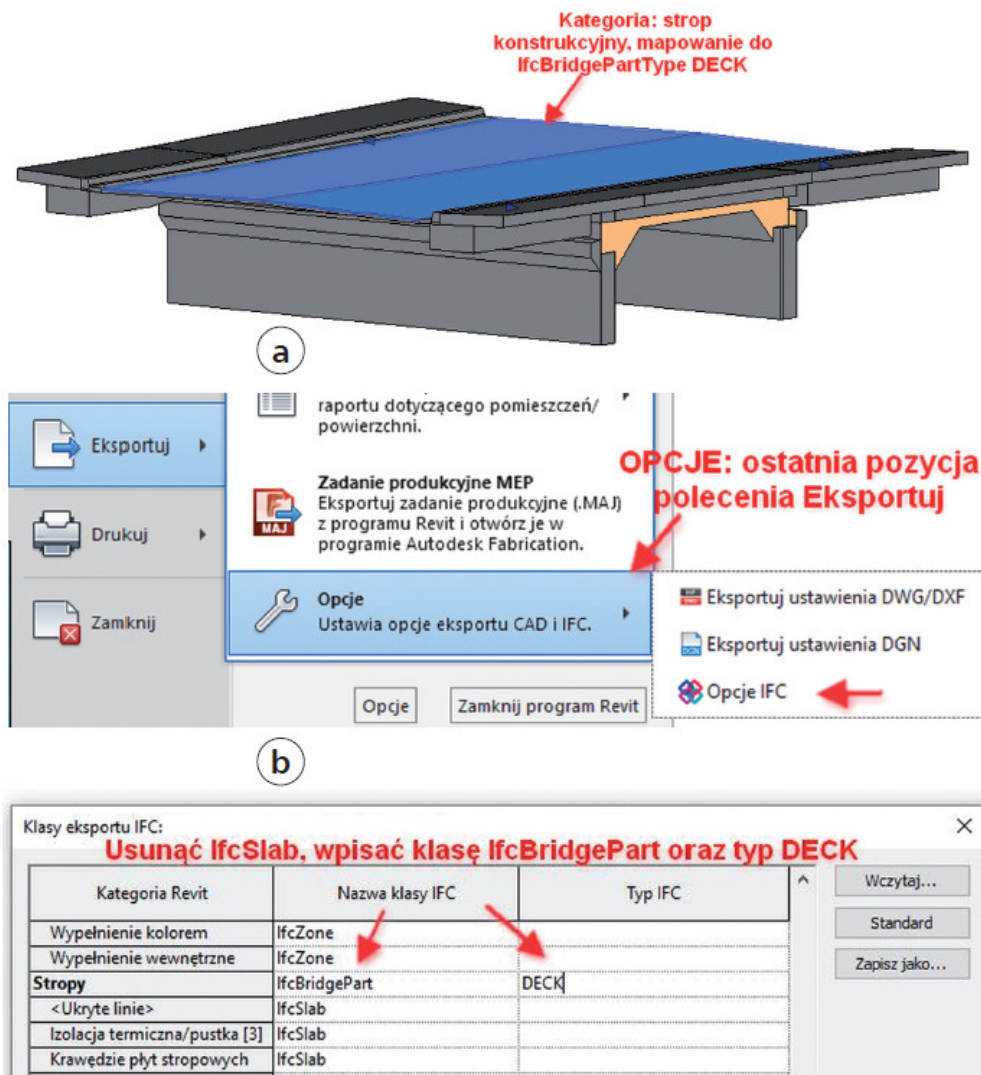 Kategoria: strop
konstrukcyjny, mapowanie do
IfcBridgePartType DECK
a
raportu dotyczącego pomieszczeń/
powierzchni.
Eksportuj
OPCJE: ostatnia pozycja
polecenia Eksportuj
Zadanie produkcyjne MEP
Eksportuj zadanie produkcyjne (.MAJ)
z programu Revit i otwórz je w
programie Autodesk Fabrication.
MAJ
Drukuj
Opcje
Ustawia opcje eksportu CAD i IFC.
Zamknij
Eksportuj ustawienia DWG/DXF
Eksportuj ustawienia DGN
Opcje IFC
Opcje
Zamknij program Revit
b
Klasy eksportu IFC:
Usunąć IfcSlab, wpisać klasę IfcBridgePart oraz typ DECK
Kategoria Revit Nazwa klasy IFC Typ IFC
Wczytaj...
Standard
Zapisz jako...
Wypełnienie kolorem IfcZone
Wypełnienie wewnętrzne IfcZone
Stropy IfcBridgePart DECK
<Ukryte linie> IfcSlab
Izolacja termiczna/pustka [3] IfcSlab
Krawędzie płyt stropowych IfcSlab